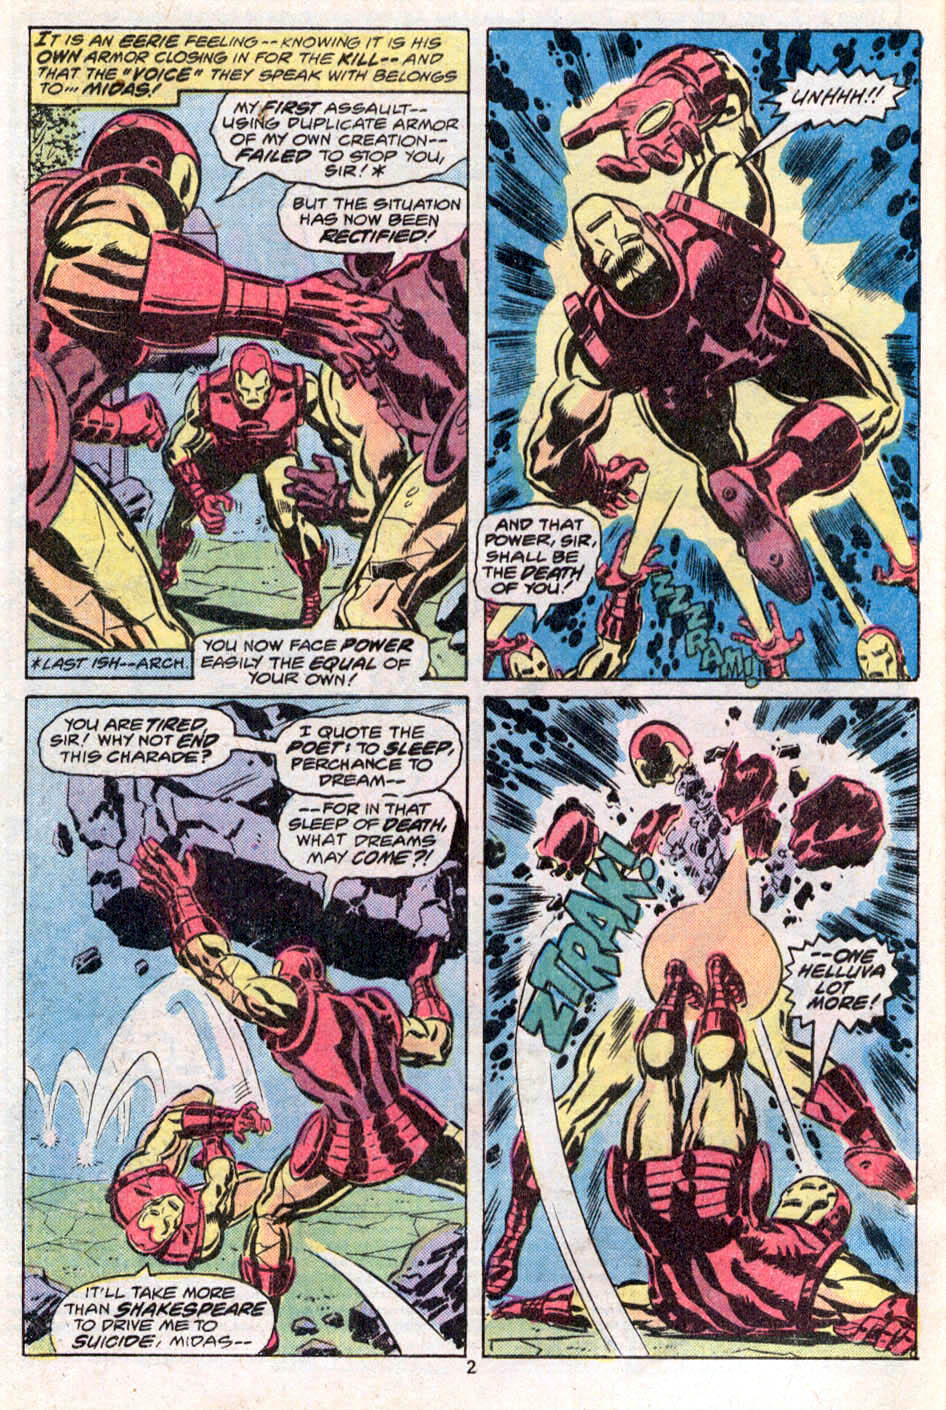 IT IS AN EERIE FEELING--KNOWING IT IS HIS
OWN ARMOR CLOSING IN FOR THE KILL--AND
THAT THE "VOICE" THEY SPEAK WITH BELONGS
TO... MIDAS!
MY FIRST ASSAULT--
USING DUPLICATE ARMOR
OF MY OWN CREATION--
FAILED TO STOP YOU,
SIR!*
BUT THE SITUATION
HAS NOW BEEN
RECTIFIED!
YOU NOW FACE POWER
EASILY THE EQUAL OF
YOUR OWN!
*LAST ISH--ARCH.
UNHHH!!
AND THAT
POWER, SIR,
SHALL BE
THE DEATH
OF YOU!
ZZZRAM!
YOU ARE TIRED,
SIR! WHY NOT END
THIS CHARADE?
I QUOTE THE
POET: TO SLEEP,
PERCHANCE TO
DREAM--
--FOR IN THAT
SLEEP OF DEATH,
WHAT DREAMS
MAY COME?!
IT'LL TAKE MORE
THAN SHAKESPEARE
TO DRIVE ME TO
SUICIDE, MIDAS--
ZTRAK!
--ONE
HELLUVA
LOT
MORE!
2